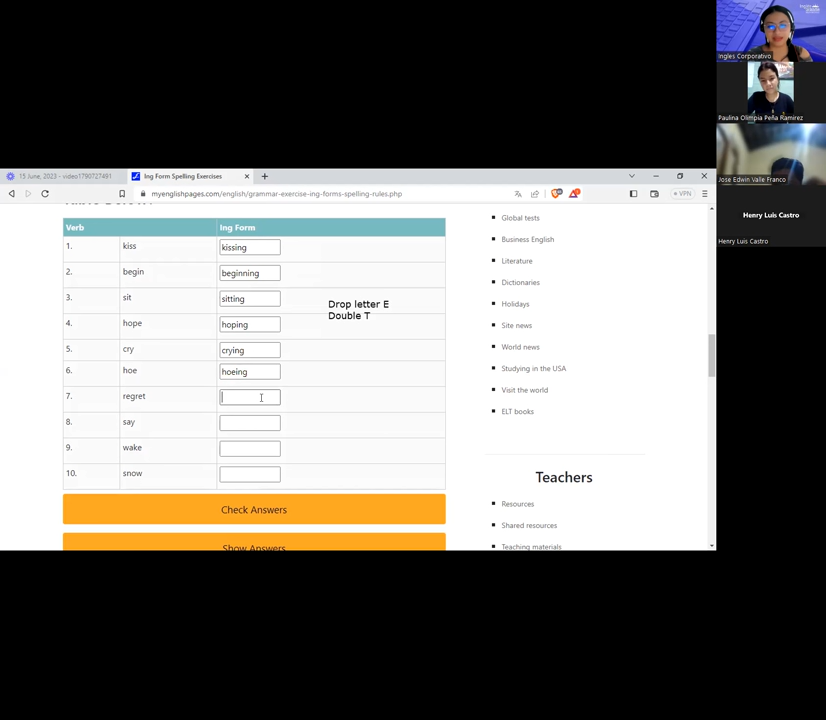 Ingles Corporativo
Paulina Olimpia Peña Ramirez
Jose Edwin Valle Franco
Henry Luis Castro
Henry Luis Castro
15 June, 2023 - video1790727491
Ing Form Spelling Exercises
myenglishpages.com/english/grammar-exercise-ing-forms-spelling-rules.php
VPN
Verb Ing Form
1. kiss kissing
2. begin beginning
3. sit sitting
4. hope hoping
5. cry crying
6. hoe hoeing
7. regret
8. say
9. wake
10. snow
Drop letter E
Double T
Check Answers
Show Answers
Global tests
Business English
Literature
Dictionaries
Holidays
Site news
World news
Studying in the USA
Visit the world
ELT books
Teachers
Resources
Shared resources
Teaching materials